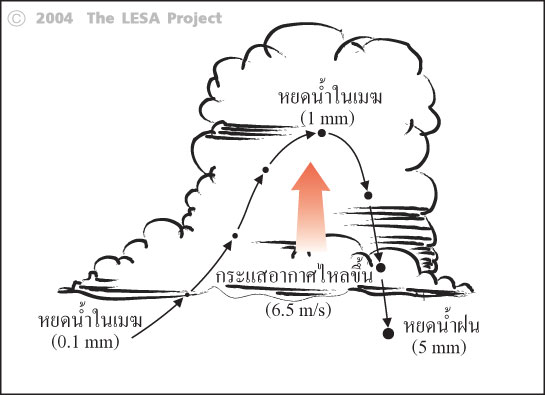 © 2004 The LESA Project
หยดน้ำในเมฆ
(1 mm)
กระแสอากาศไหลขึ้น
(6.5 m/s)
หยดน้ำในเมฆ
(0.1 mm)
หยดน้ำฝน
(5 mm)